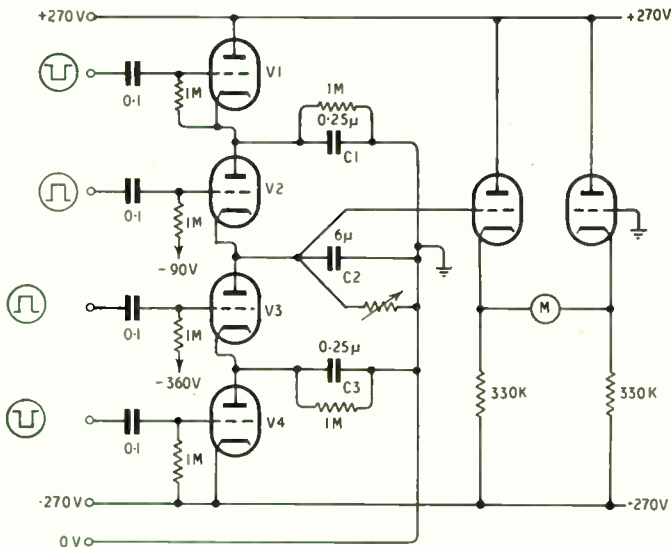 +270V
+270V
V1
0·1
1M
1M
0·25µ
C1
V2
0·1
1M
-90V
6µ
C2
M
V3
0·1
1M
-360V
0·25µ
C3
1M
330K
330K
V4
0·1
1M
-270V
-270V
0V